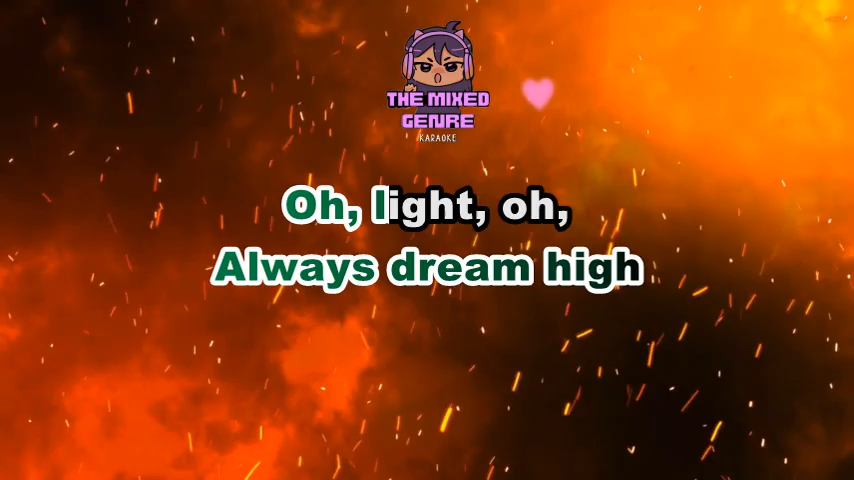 THE MIXED
GENRE
KARAOKE
Oh, light, oh,
Always dream high